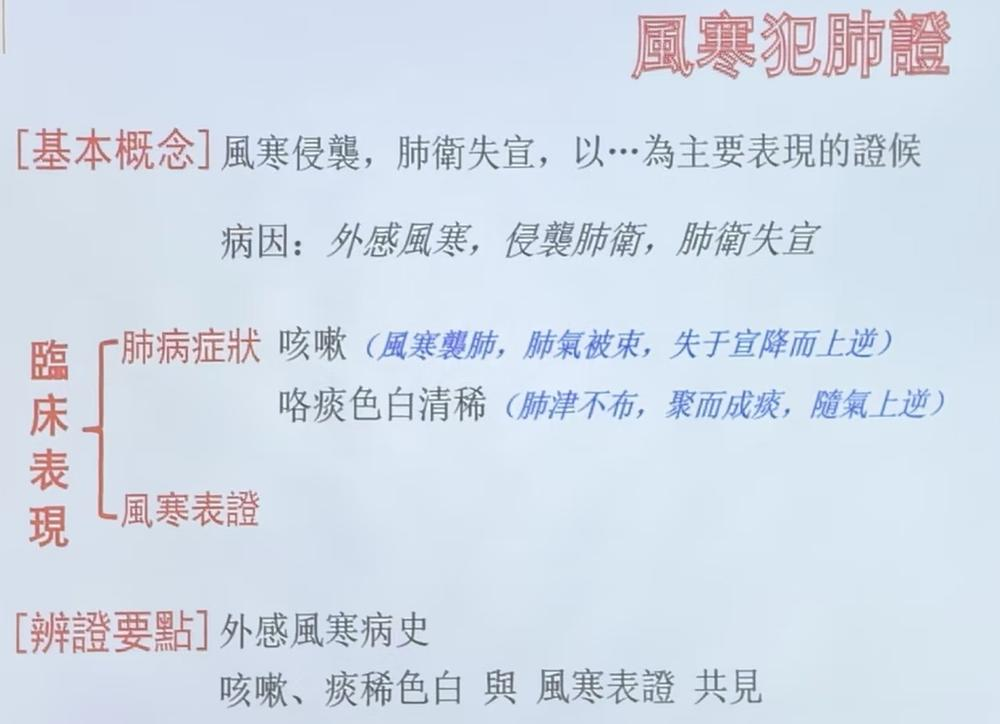 風寒犯肺證
[基本概念] 風寒侵襲，肺衛失宣，以…為主要表現的證候
病因：外感風寒，侵襲肺衛，肺衛失宣
臨床表現
肺病症狀 咳嗽（風寒襲肺，肺氣被束，失于宣降而上逆）
咯痰色白清稀（肺津不布，聚而成痰，隨氣上逆）
風寒表證
[辨證要點] 外感風寒病史
咳嗽、痰稀色白 與 風寒表證 共見